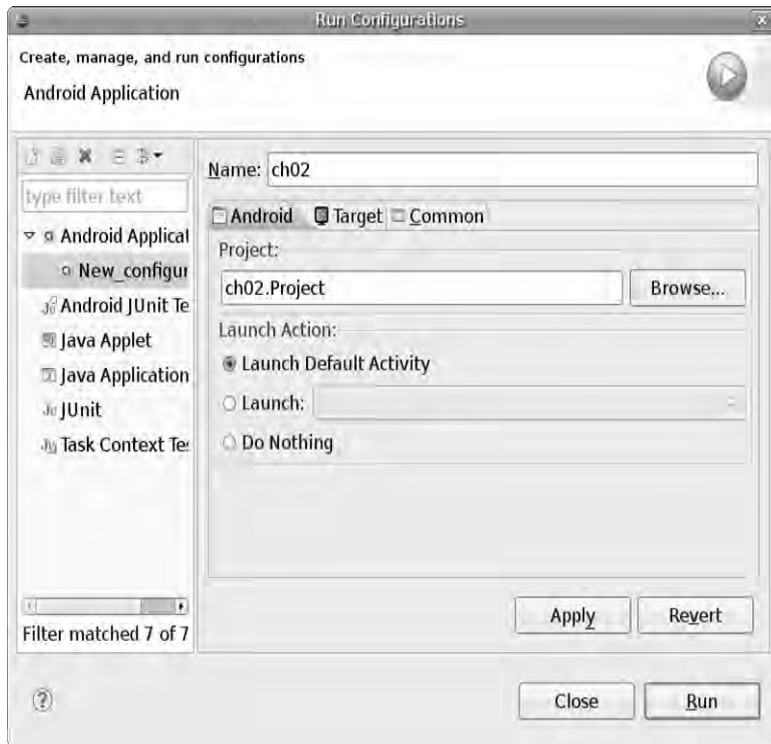 Run Configurations
Create, manage, and run configurations
Android Application
type filter text
Android Applicat
New_configur
Android JUnit Te
Java Applet
Java Application
JUnit
Task Context Te
Filter matched 7 of 7
Name: ch02
Android Target Common
Project:
ch02.Project Browse...
Launch Action:
Launch Default Activity
Launch:
Do Nothing
Apply Revert
Close Run